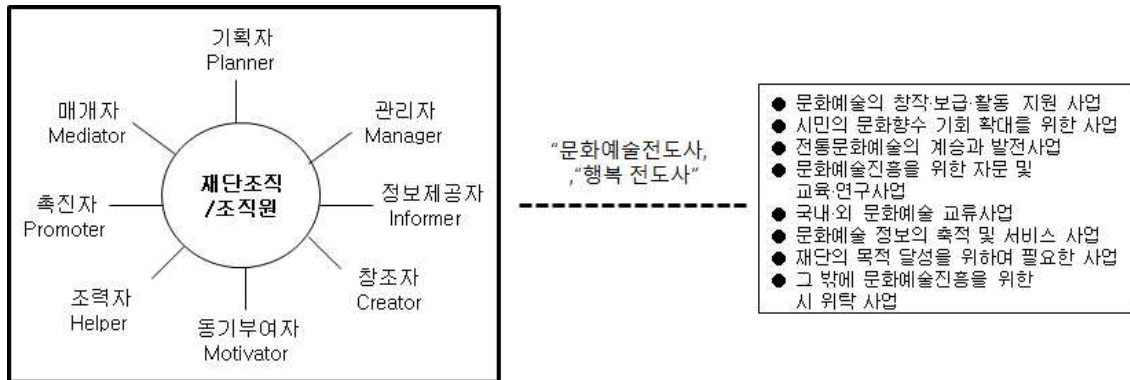 기획자
Planner
매개자
Mediator
관리자
Manager
재단조직
/조직원
촉진자
Promoter
정보제공자
Informer
조력자
Helper
창조자
Creator
동기부여자
Motivator
“문화예술전도사,
,“행복 전도사”
● 문화예술의 창작·보급·활동 지원 사업
● 시민의 문화향수 기회 확대를 위한 사업
● 전통문화예술의 계승과 발전사업
● 문화예술진흥을 위한 자문 및
교육·연구사업
● 국내·외 문화예술 교류사업
● 문화예술 정보의 축적 및 서비스 사업
● 재단의 목적 달성을 위하여 필요한 사업
● 그 밖에 문화예술진흥을 위한
시 위탁 사업